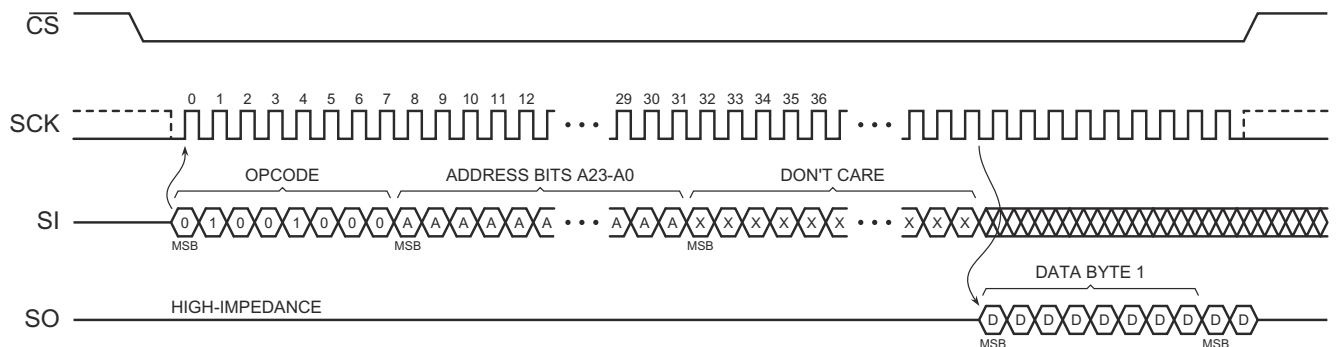 CS
SCK
0 1 2 3 4 5 6 7 8 9 10 11 12 29 30 31 32 33 34 35 36
OPCODE ADDRESS BITS A23-A0 DON'T CARE
SI 0 1 0 0 1 0 0 0 A A A A A A A A A X X X X X X X X X
MSB MSB MSB
DATA BYTE 1
HIGH-IMPEDANCE
SO D D D D D D D D D D
MSB MSB